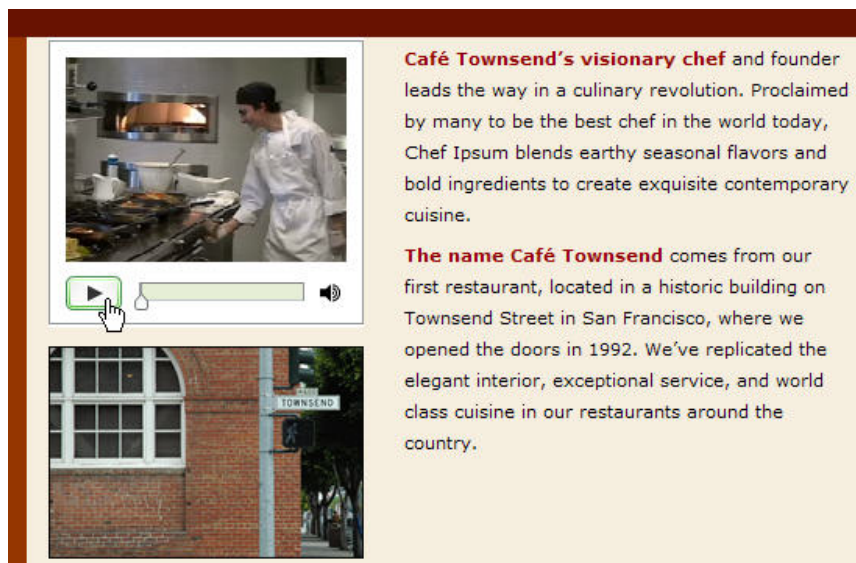 Café Townsend’s visionary chef and founder
leads the way in a culinary revolution. Proclaimed
by many to be the best chef in the world today,
Chef Ipsum blends earthy seasonal flavors and
bold ingredients to create exquisite contemporary
cuisine.
The name Café Townsend comes from our
first restaurant, located in a historic building on
Townsend Street in San Francisco, where we
opened the doors in 1992. We’ve replicated the
elegant interior, exceptional service, and world
class cuisine in our restaurants around the
country.
TOWNSEND